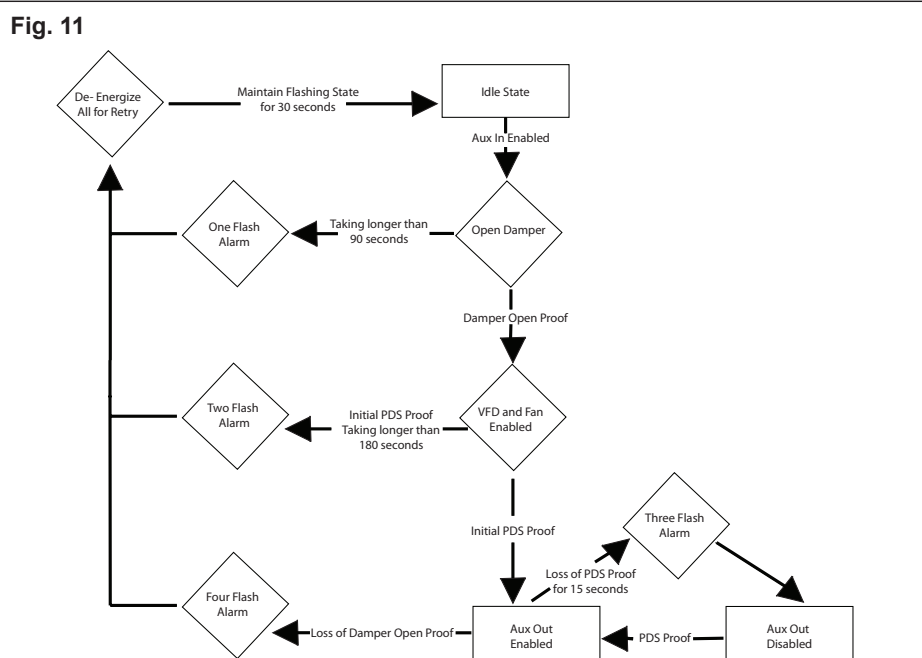 Fig. 11
De- Energize
All for Retry
Maintain Flashing State
for 30 seconds
Idle State
Aux In Enabled
One Flash
Alarm
Taking longer than
90 seconds
Open Damper
Damper Open Proof
Two Flash
Alarm
Initial PDS Proof
Taking longer than
180 seconds
VFD and Fan
Enabled
Initial PDS Proof
Three Flash
Alarm
Loss of PDS Proof
for 15 seconds
Four Flash
Alarm
Loss of Damper Open Proof
Aux Out
Enabled
PDS Proof
Aux Out
Disabled